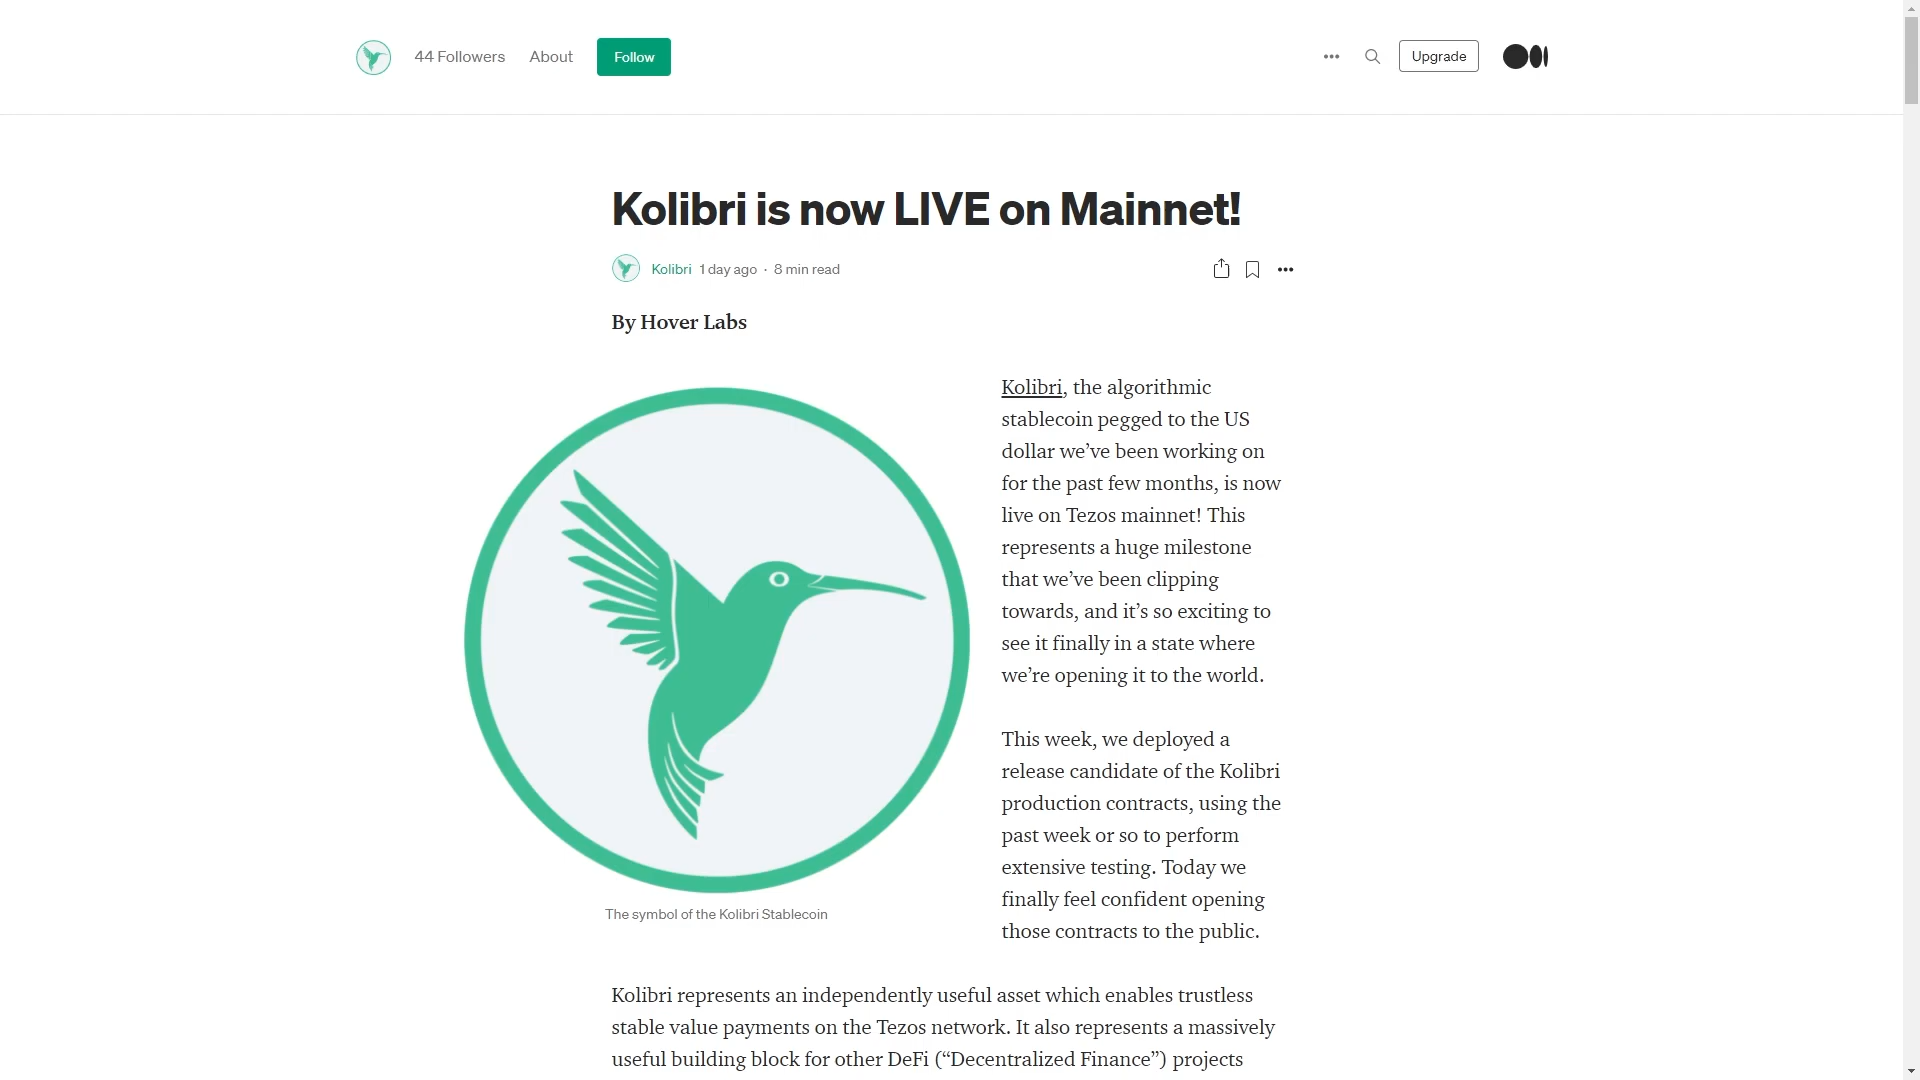 44 Followers About Follow Upgrade
Kolibri is now LIVE on Mainnet!
Kolibri 1 day ago · 8 min read
By Hover Labs
Kolibri, the algorithmic
stablecoin pegged to the US
dollar we’ve been working on
for the past few months, is now
live on Tezos mainnet! This
represents a huge milestone
that we’ve been clipping
towards, and it’s so exciting to
see it finally in a state where
we’re opening it to the world.
This week, we deployed a
release candidate of the Kolibri
production contracts, using the
past week or so to perform
extensive testing. Today we
finally feel confident opening
those contracts to the public.
The symbol of the Kolibri Stablecoin
Kolibri represents an independently useful asset which enables trustless
stable value payments on the Tezos network. It also represents a massively
useful building block for other DeFi (“Decentralized Finance”) projects